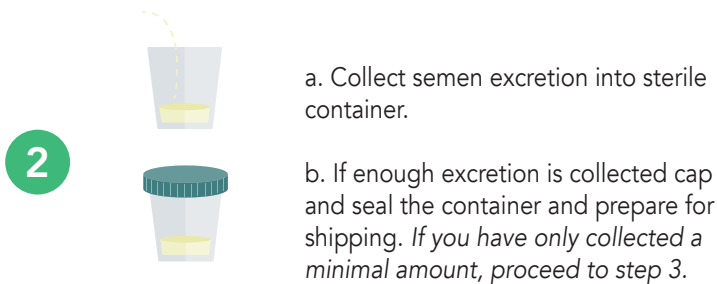 2
a. Collect semen excretion into sterile
container.
b. If enough excretion is collected cap
and seal the container and prepare for
shipping. If you have only collected a
minimal amount, proceed to step 3.